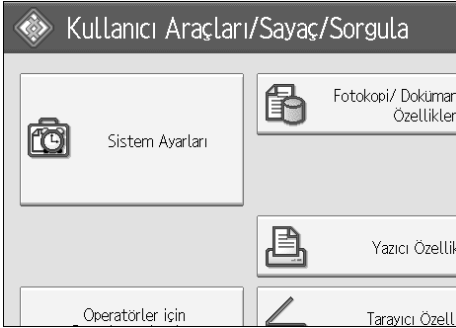 Kullanıcı Araçları/Sayaç/Sorgula
Sistem Ayarları
Fotokopi/ Doküman
Özellikler
Yazıcı Özellik
Operatörler için
Tarayıcı Özell